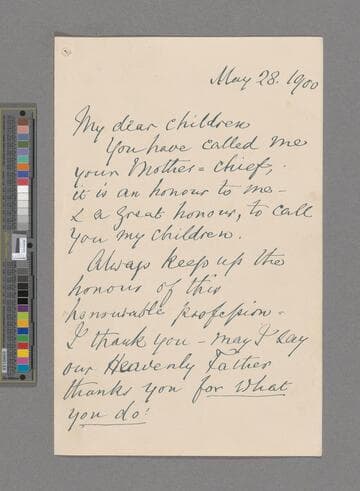 May 28. 1900
My dear children
You have called me
your Mother=chief,
it is an honour to me -
& a great honour, to call
you my children.
Always keep up the
honour of this
honourable profession -
I thank you - may I say
our Heavenly Father
thanks you for what
you do!